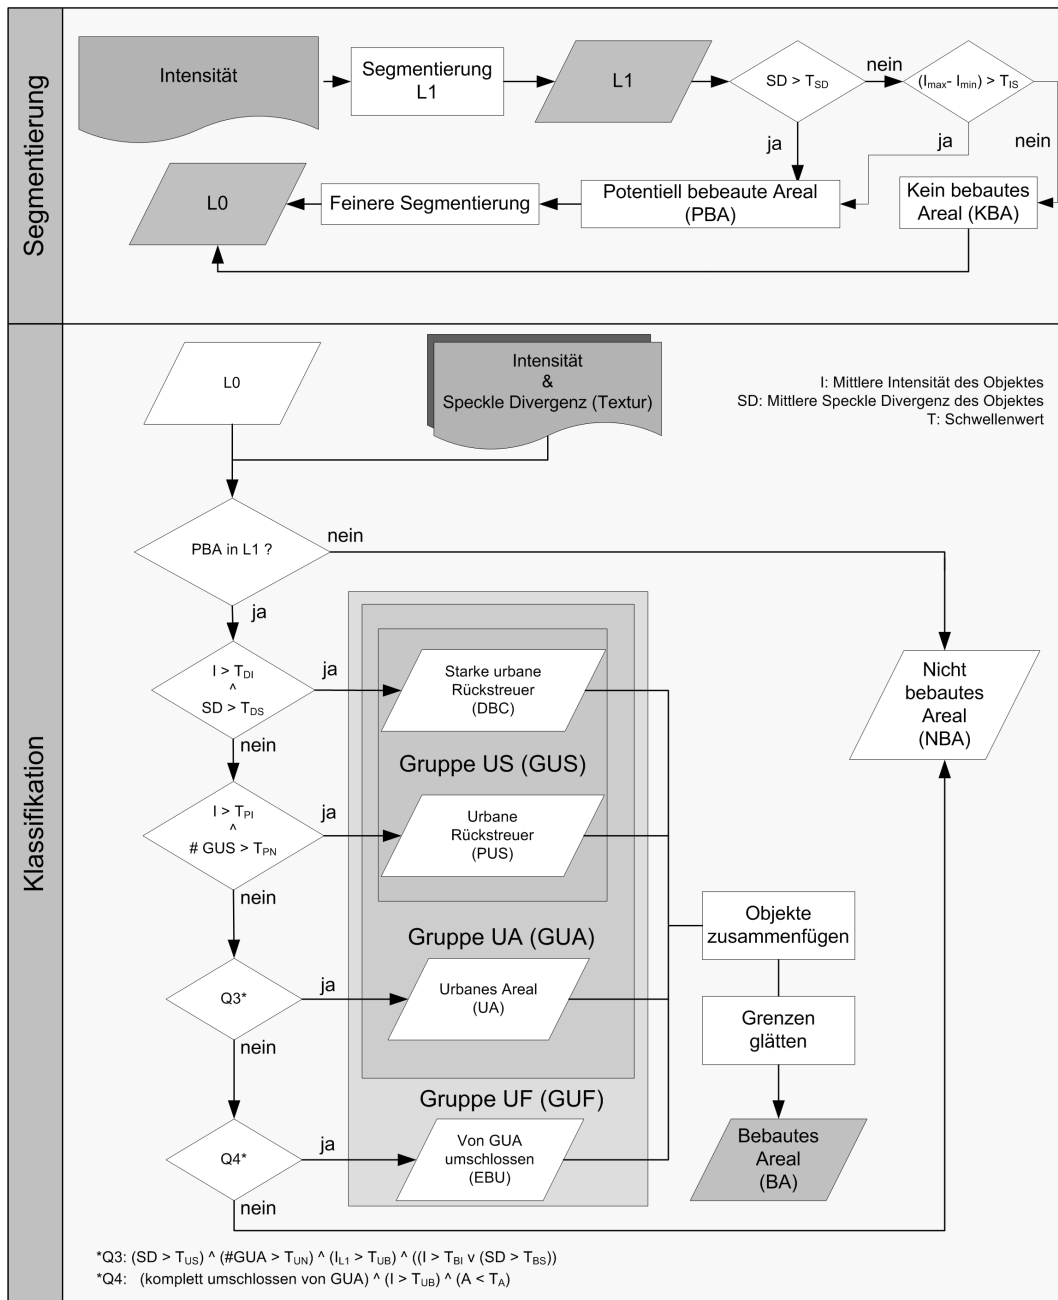 Segmentierung
Intensität
Segmentierung
L1
L1
SD > T_SD
nein
(I_max- I_min) > T_IS
ja
ja
nein
L0
Feinere Segmentierung
Potentiell bebaute Areal
(PBA)
Kein bebautes
Areal (KBA)
Klassifikation
L0
Intensität
&
Speckle Divergenz (Textur)
I: Mittlere Intensität des Objektes
SD: Mittlere Speckle Divergenz des Objektes
T: Schwellenwert
PBA in L1 ?
nein
ja
I > T_DI
^
SD > T_DS
ja
nein
Starke urbane
Rückstreuer
(DBC)
Nicht
bebautes
Areal
(NBA)
Gruppe US (GUS)
I > T_PI
^
# GUS > T_PN
ja
nein
Urbane
Rückstreuer
(PUS)
Gruppe UA (GUA)
Objekte
zusammenfügen
Q3*
ja
nein
Urbanes Areal
(UA)
Grenzen
glätten
Gruppe UF (GUF)
Q4*
ja
nein
Von GUA
umschlossen
(EBU)
Bebautes
Areal
(BA)
*Q3: (SD > T_US) ^ (#GUA > T_UN) ^ (I_L1 > T_UB) ^ ((I > T_BI v (SD > T_BS))
*Q4: (komplett umschlossen von GUA) ^ (I > T_UB) ^ (A < T_A)